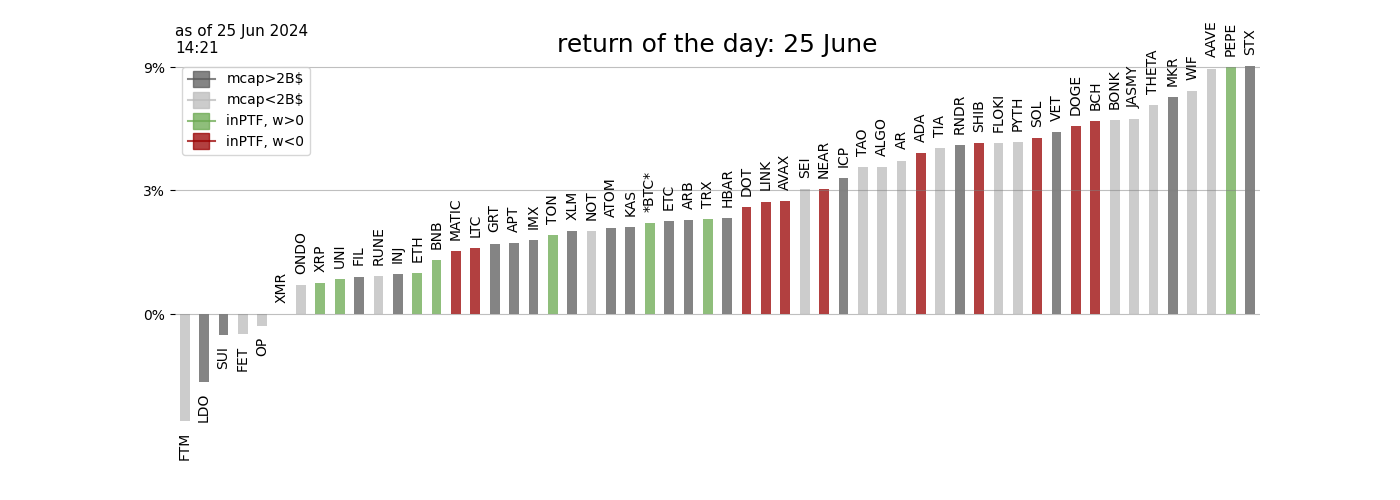 as of 25 Jun 2024
14:21
return of the day: 25 June
9%
3%
0%
mcap>2B$
mcap<2B$
inPTF, w>0
inPTF, w<0
FTM
LDO
SUI
FET
OP
XMR
ONDO
XRP
UNI
FIL
RUNE
INJ
ETH
BNB
MATIC
LTC
GRT
APT
IMX
TON
XLM
NOT
ATOM
KAS
*BTC*
ETC
ARB
TRX
HBAR
DOT
LINK
AVAX
SEI
NEAR
ICP
TAO
ALGO
AR
ADA
TIA
RNDR
SHIB
FLOKI
PYTH
SOL
VET
DOGE
BCH
BONK
JASMY
THETA
MKR
WIF
AAVE
PEPE
STX